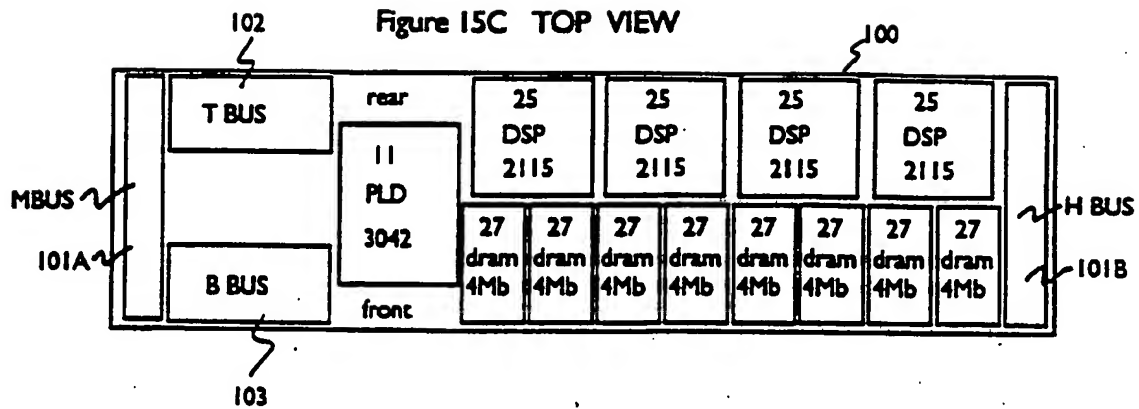 Figure 15C TOP VIEW
102
100
T BUS
rear
25 DSP 2115
25 DSP 2115
25 DSP 2115
25 DSP 2115
11 PLD 3042
MBUS
H BUS
27 dram 4Mb
27 dram 4Mb
27 dram 4Mb
27 dram 4Mb
27 dram 4Mb
27 dram 4Mb
27 dram 4Mb
27 dram 4Mb
101A
101B
B BUS
front
103